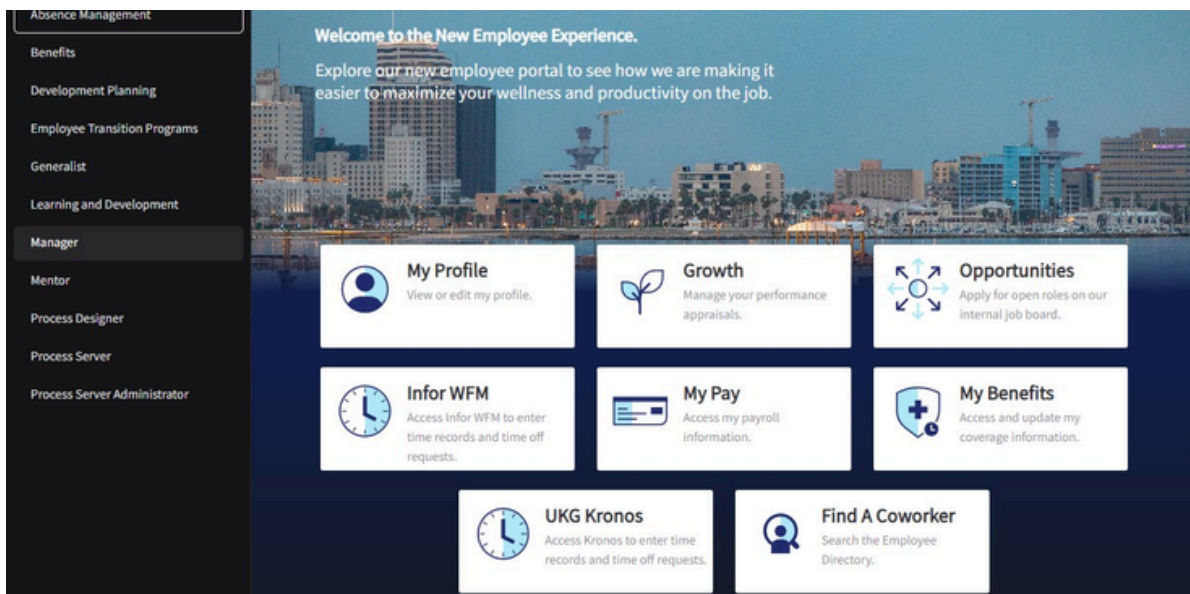 Absence Management
Benefits
Development Planning
Employee Transition Programs
Generalist
Learning and Development
Manager
Mentor
Process Designer
Process Server
Process Server Administrator
Welcome to the New Employee Experience.
Explore our new employee portal to see how we are making it
easier to maximize your wellness and productivity on the job.
My Profile
View or edit my profile.
Growth
Manage your performance
appraisals.
Opportunities
Apply for open roles on our
internal job board.
Infor WFM
Access Infor WFM to enter
time records and time off
requests.
My Pay
Access my payroll
information.
My Benefits
Access and update my
coverage information.
UKG Kronos
Access Kronos to enter time
records and time off requests.
Find A Coworker
Search the Employee
Directory.